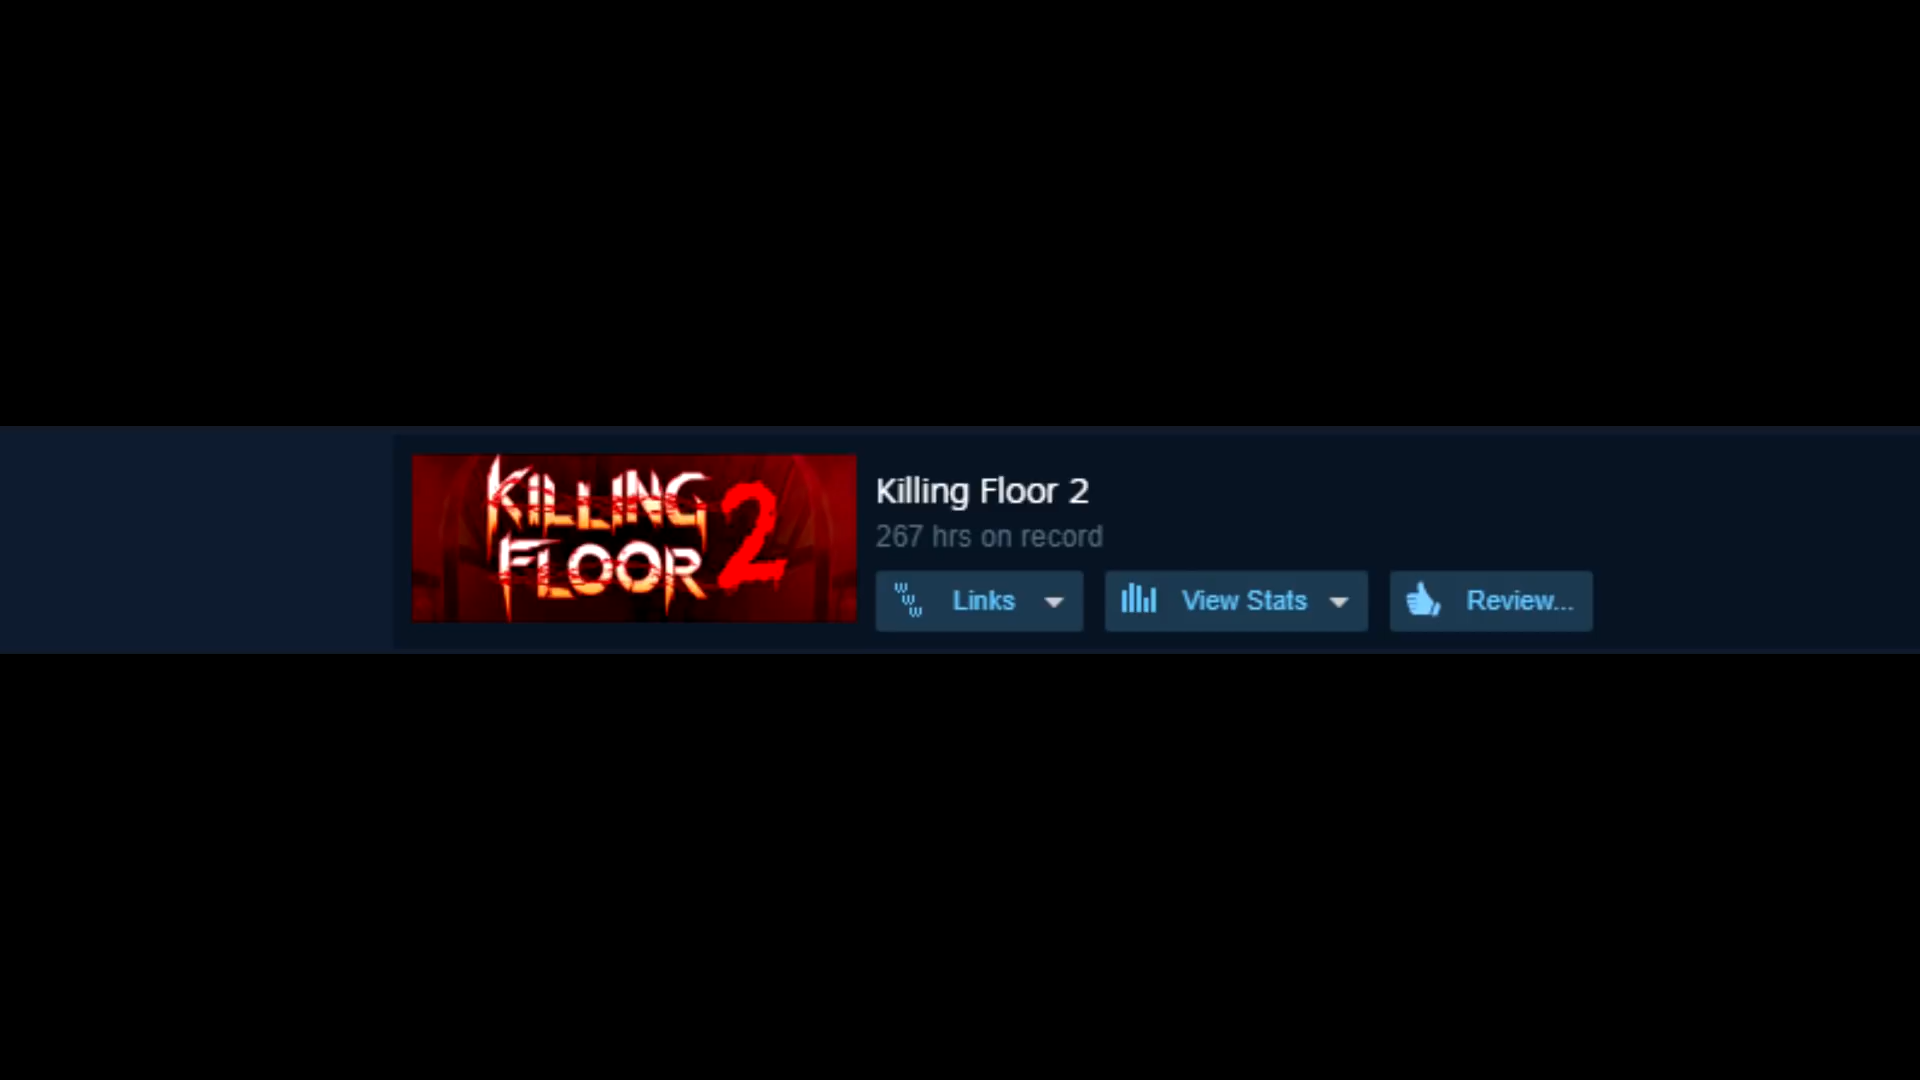 KILLING
FLOOR 2
Killing Floor 2
267 hrs on record
Links
View Stats
Review...